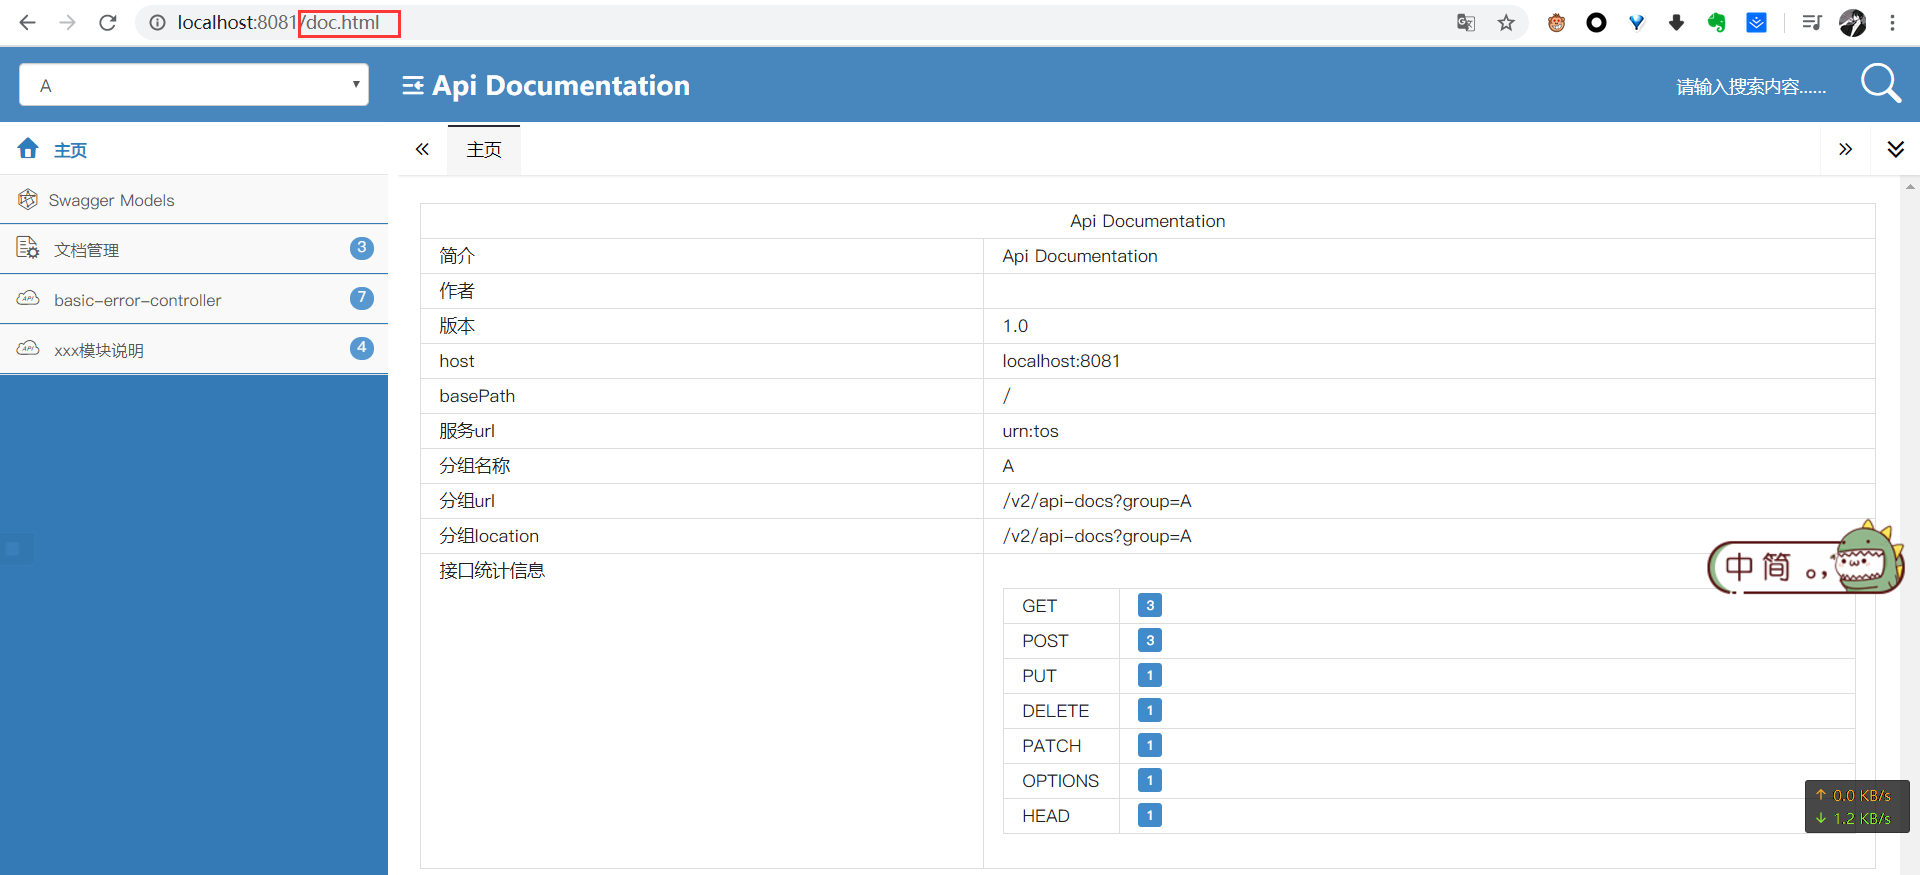 localhost:8081/doc.html
A
Api Documentation
请输入搜索内容......
主页
主页
Swagger Models
文档管理 3
basic-error-controller 7
xxx模块说明 4
Api Documentation
简介 Api Documentation
作者
版本 1.0
host localhost:8081
basePath /
服务url urn:tos
分组名称 A
分组url /v2/api-docs?group=A
分组location /v2/api-docs?group=A
接口统计信息
中 简 。，
GET 3
POST 3
PUT 1
DELETE 1
PATCH 1
OPTIONS 1
HEAD 1
↑ 0.0 KB/s
↓ 1.2 KB/s